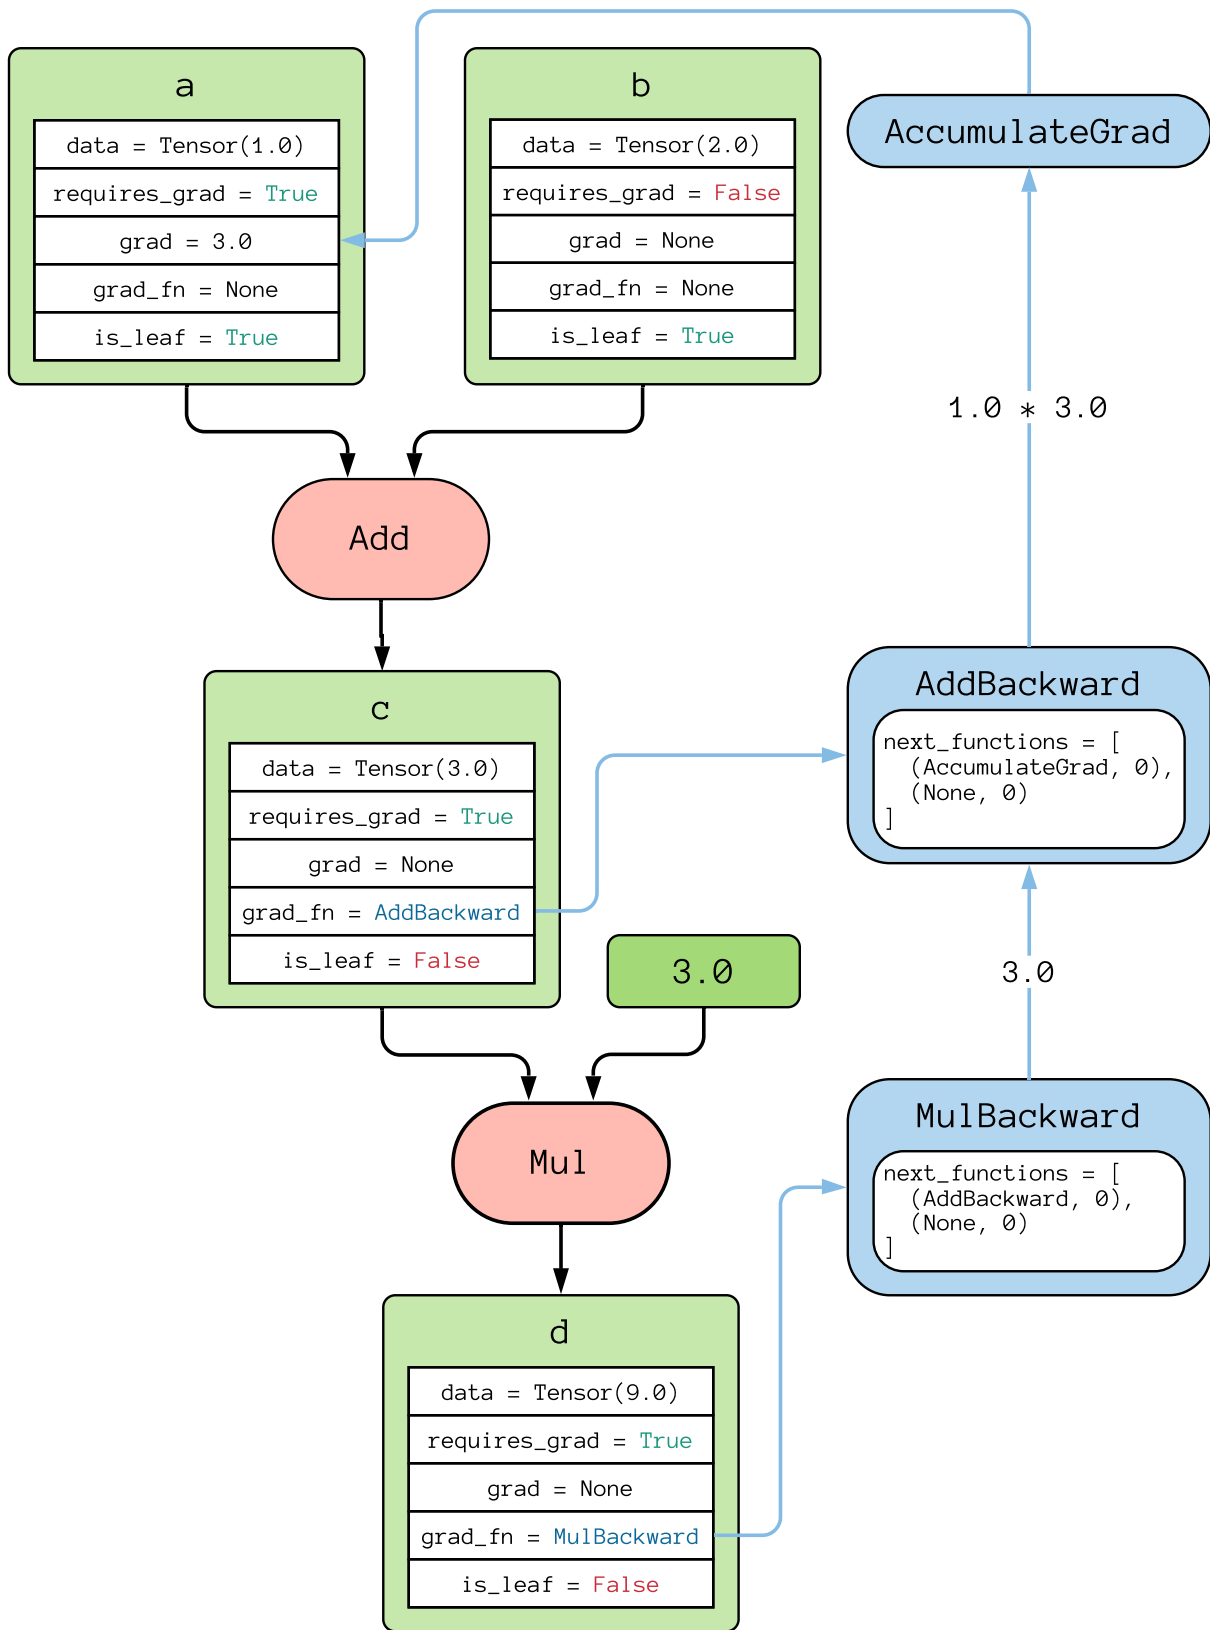 a
data = Tensor(1.0)
requires_grad = True
grad = 3.0
grad_fn = None
is_leaf = True
b
data = Tensor(2.0)
requires_grad = False
grad = None
grad_fn = None
is_leaf = True
AccumulateGrad
1.0 * 3.0
Add
c
data = Tensor(3.0)
requires_grad = True
grad = None
grad_fn = AddBackward
is_leaf = False
AddBackward
next_functions = [
(AccumulateGrad, 0),
(None, 0)
]
3.0
3.0
Mul
MulBackward
next_functions = [
(AddBackward, 0),
(None, 0)
]
d
data = Tensor(9.0)
requires_grad = True
grad = None
grad_fn = MulBackward
is_leaf = False